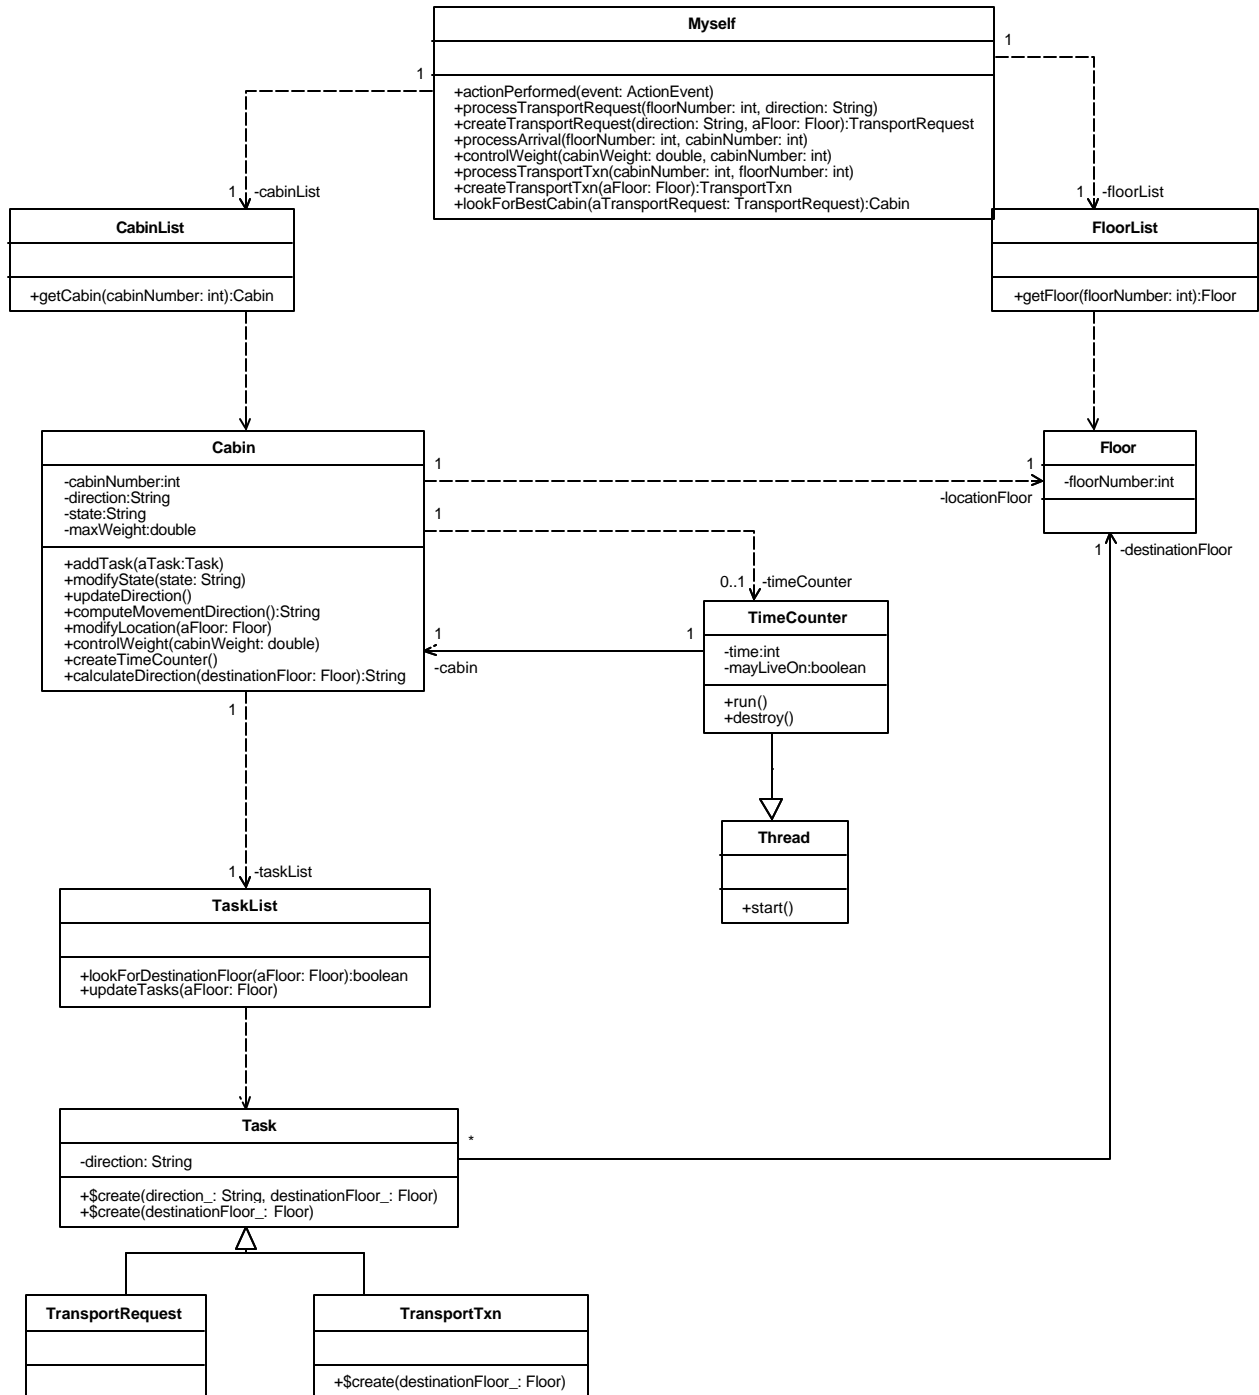 Myself
1
1
+actionPerformed(event: ActionEvent)
+processTransportRequest(floorNumber: int, direction: String)
+createTransportRequest(direction: String, aFloor: Floor):TransportRequest
+processArrival(floorNumber: int, cabinNumber: int)
+controlWeight(cabinWeight: double, cabinNumber: int)
+processTransportTxn(cabinNumber: int, floorNumber: int)
+createTransportTxn(aFloor: Floor):TransportTxn
+lookForBestCabin(aTransportRequest: TransportRequest):Cabin
1 -cabinList
1 -floorList
CabinList
+getCabin(cabinNumber: int):Cabin
FloorList
+getFloor(floorNumber: int):Floor
Cabin
-cabinNumber:int
-direction:String
-state:String
-maxWeight:double
+addTask(aTask:Task)
+modifyState(state: String)
+updateDirection()
+computeMovementDirection():String
+modifyLocation(aFloor: Floor)
+controlWeight(cabinWeight: double)
+createTimeCounter()
+calculateDirection(destinationFloor: Floor):String
1
1
-locationFloor
Floor
-floorNumber:int
1 -destinationFloor
1
0..1 -timeCounter
TimeCounter
-time:int
-mayLiveOn:boolean
+run()
+destroy()
1
1
-cabin
Thread
+start()
1
1 -taskList
TaskList
+lookForDestinationFloor(aFloor: Floor):boolean
+updateTasks(aFloor: Floor)
Task
-direction: String
+$create(direction_: String, destinationFloor_: Floor)
+$create(destinationFloor_: Floor)
*
TransportRequest
TransportTxn
+$create(destinationFloor_: Floor)